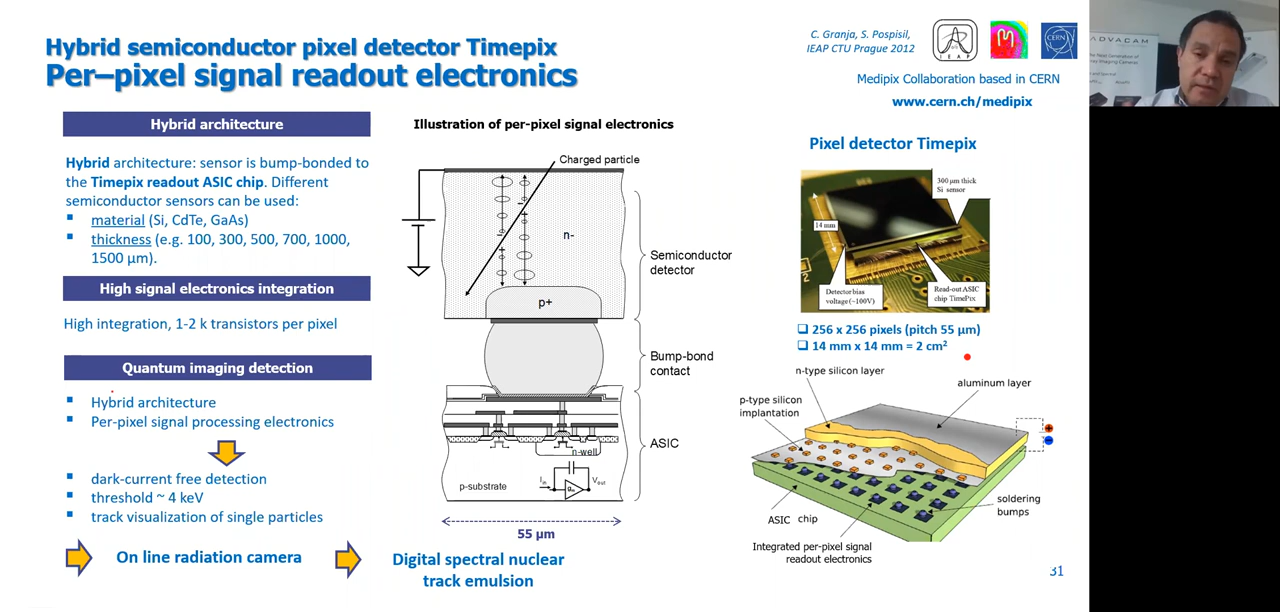 Hybrid semiconductor pixel detector Timepix
Per–pixel signal readout electronics
C. Granja, S. Pospisil,
IEAP CTU Prague 2012
IEAP
CERN
Medipix Collaboration based in CERN
www.cern.ch/medipix
ADVACAM
Hybrid architecture
Hybrid architecture: sensor is bump-bonded to
the Timepix readout ASIC chip. Different
semiconductor sensors can be used:
▪ material (Si, CdTe, GaAs)
▪ thickness (e.g. 100, 300, 500, 700, 1000,
1500 µm).
High signal electronics integration
High integration, 1-2 k transistors per pixel
Quantum imaging detection
▪ Hybrid architecture
▪ Per-pixel signal processing electronics
▪ dark-current free detection
▪ threshold ~ 4 keV
▪ track visualization of single particles
On line radiation camera
Illustration of per-pixel signal electronics
Charged particle
n-
Semiconductor
detector
p+
Bump-bond
contact
ASIC
n-well
p-substrate
Iin
gm
Vout
55 µm
Digital spectral nuclear
track emulsion
Pixel detector Timepix
300 µm thick
Si sensor
14 mm
Detector bias
voltage (~100V)
Read-out ASIC
chip TimePix
❑ 256 x 256 pixels (pitch 55 µm)
❑ 14 mm x 14 mm = 2 cm²
n-type silicon layer
aluminum layer
p-type silicon
implantation
soldering
bumps
ASIC chip
Integrated per-pixel signal
readout electronics
31